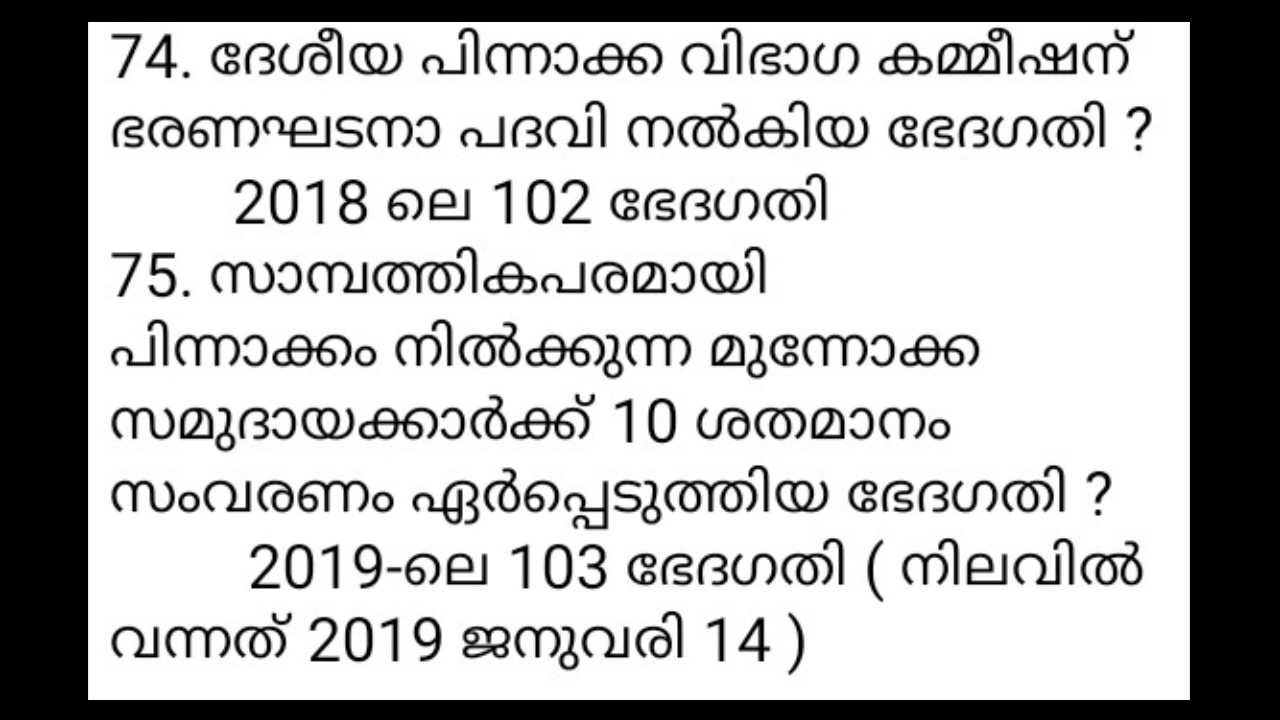 74. ദേശീയ പിന്നാക്ക വിഭാഗ കമ്മീഷന്
ഭരണഘടനാ പദവി നൽകിയ ഭേദഗതി ?
2018 ലെ 102 ഭേദഗതി
75. സാമ്പത്തികപരമായി
പിന്നാക്കം നിൽക്കുന്ന മുന്നോക്ക
സമുദായക്കാർക്ക് 10 ശതമാനം
സംവരണം ഏർപ്പെടുത്തിയ ഭേദഗതി ?
2019-ലെ 103 ഭേദഗതി ( നിലവിൽ
വന്നത് 2019 ജനുവരി 14 )